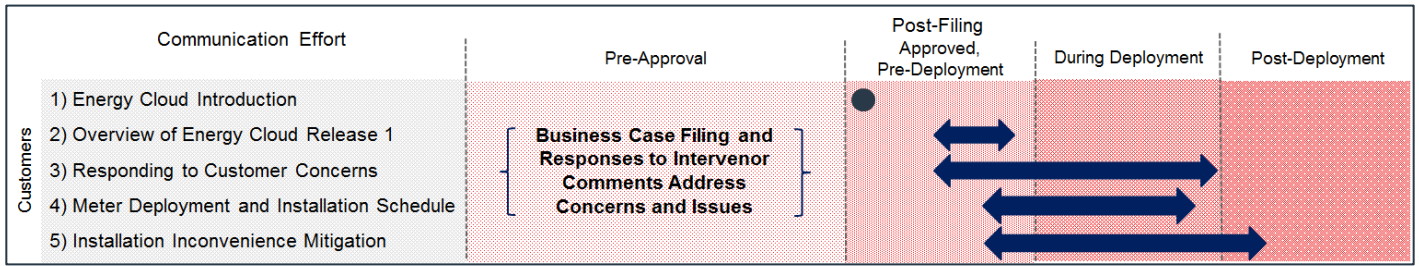 Communication Effort
Pre-Approval
Post-Filing
Approved,
Pre-Deployment
During Deployment
Post-Deployment
Customers
1) Energy Cloud Introduction
2) Overview of Energy Cloud Release 1
3) Responding to Customer Concerns
4) Meter Deployment and Installation Schedule
5) Installation Inconvenience Mitigation
Business Case Filing and
Responses to Intervenor
Comments Address
Concerns and Issues